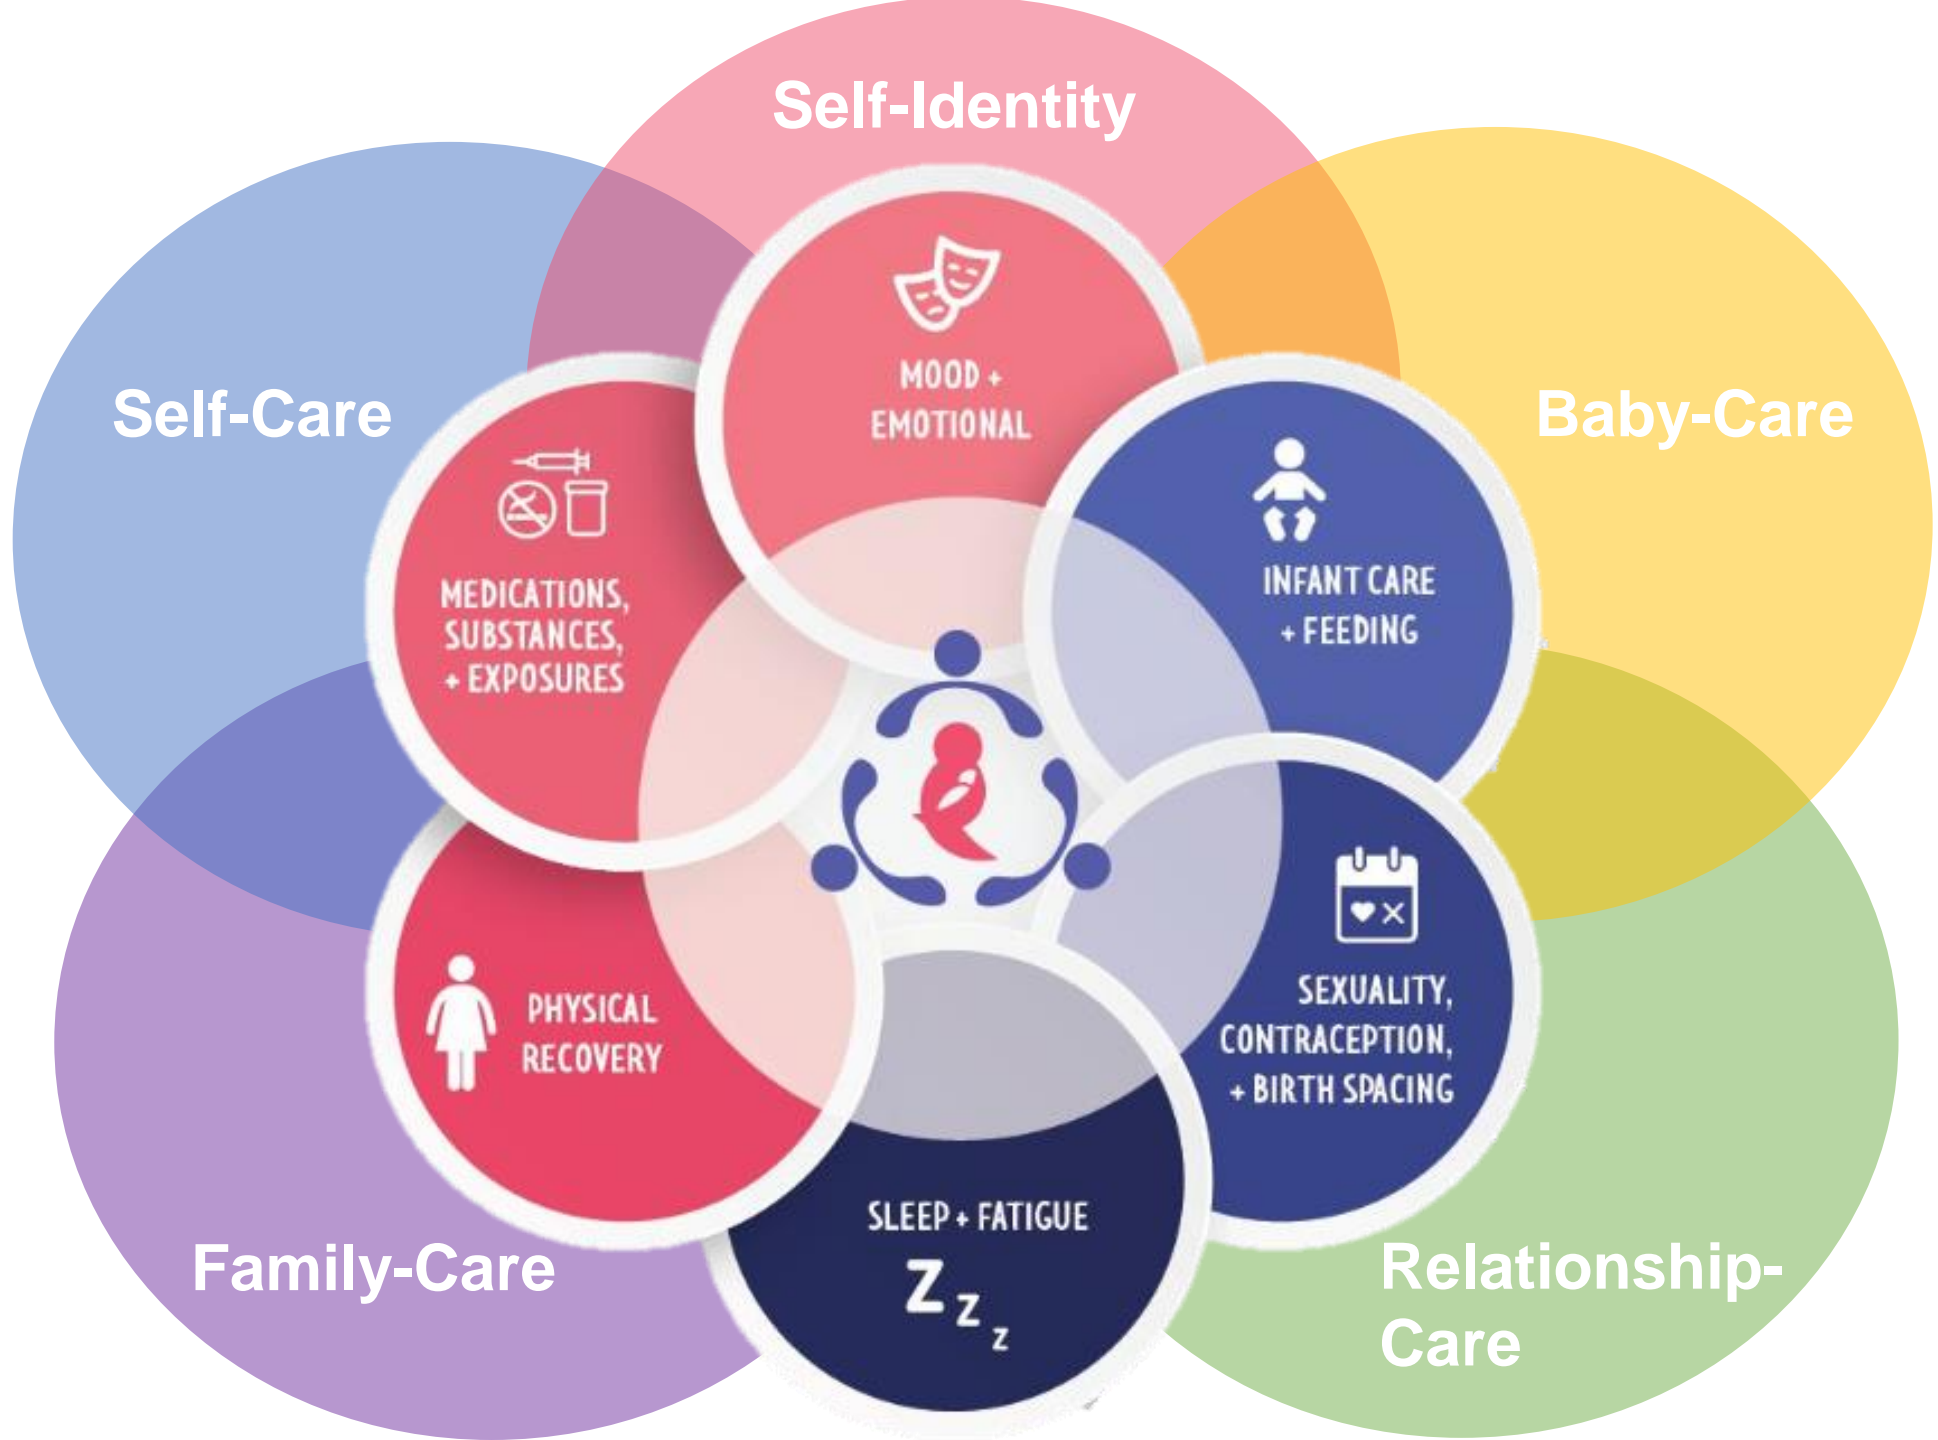 Self-Identity
Self-Care
Baby-Care
MOOD +
EMOTIONAL
MEDICATIONS,
SUBSTANCES,
+ EXPOSURES
INFANT CARE
+ FEEDING
PHYSICAL
RECOVERY
SEXUALITY,
CONTRACEPTION,
+ BIRTH SPACING
SLEEP + FATIGUE
Z z z
Family-Care
Relationship-
Care